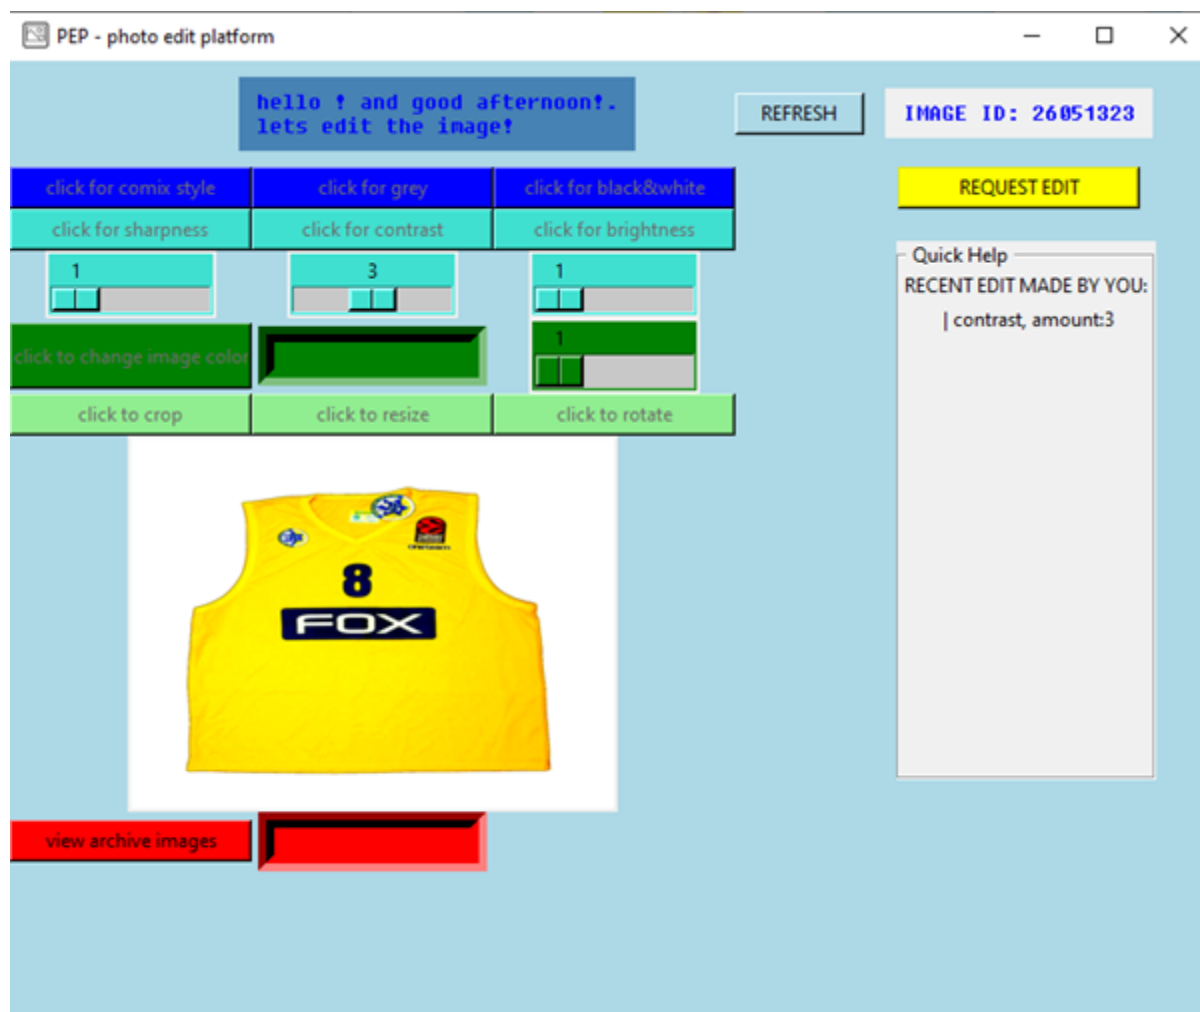 PEP - photo edit platform
hello ! and good afternoon!.
lets edit the image!
REFRESH
IMAGE ID: 26051323
click for comix style
click for grey
click for black&white
REQUEST EDIT
click for sharpness
click for contrast
click for brightness
1
3
1
Quick Help
RECENT EDIT MADE BY YOU:
| contrast, amount:3
click to change image color
1
click to crop
click to resize
click to rotate
8
FOX
view archive images